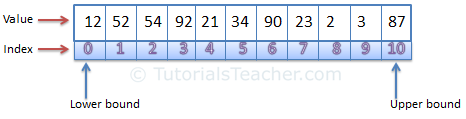 Value 12 52 54 92 21 34 90 23 2 3 87
Index 0 1 2 3 4 5 6 7 8 9 10
© TutorialsTeacher.com
Lower bound Upper bound